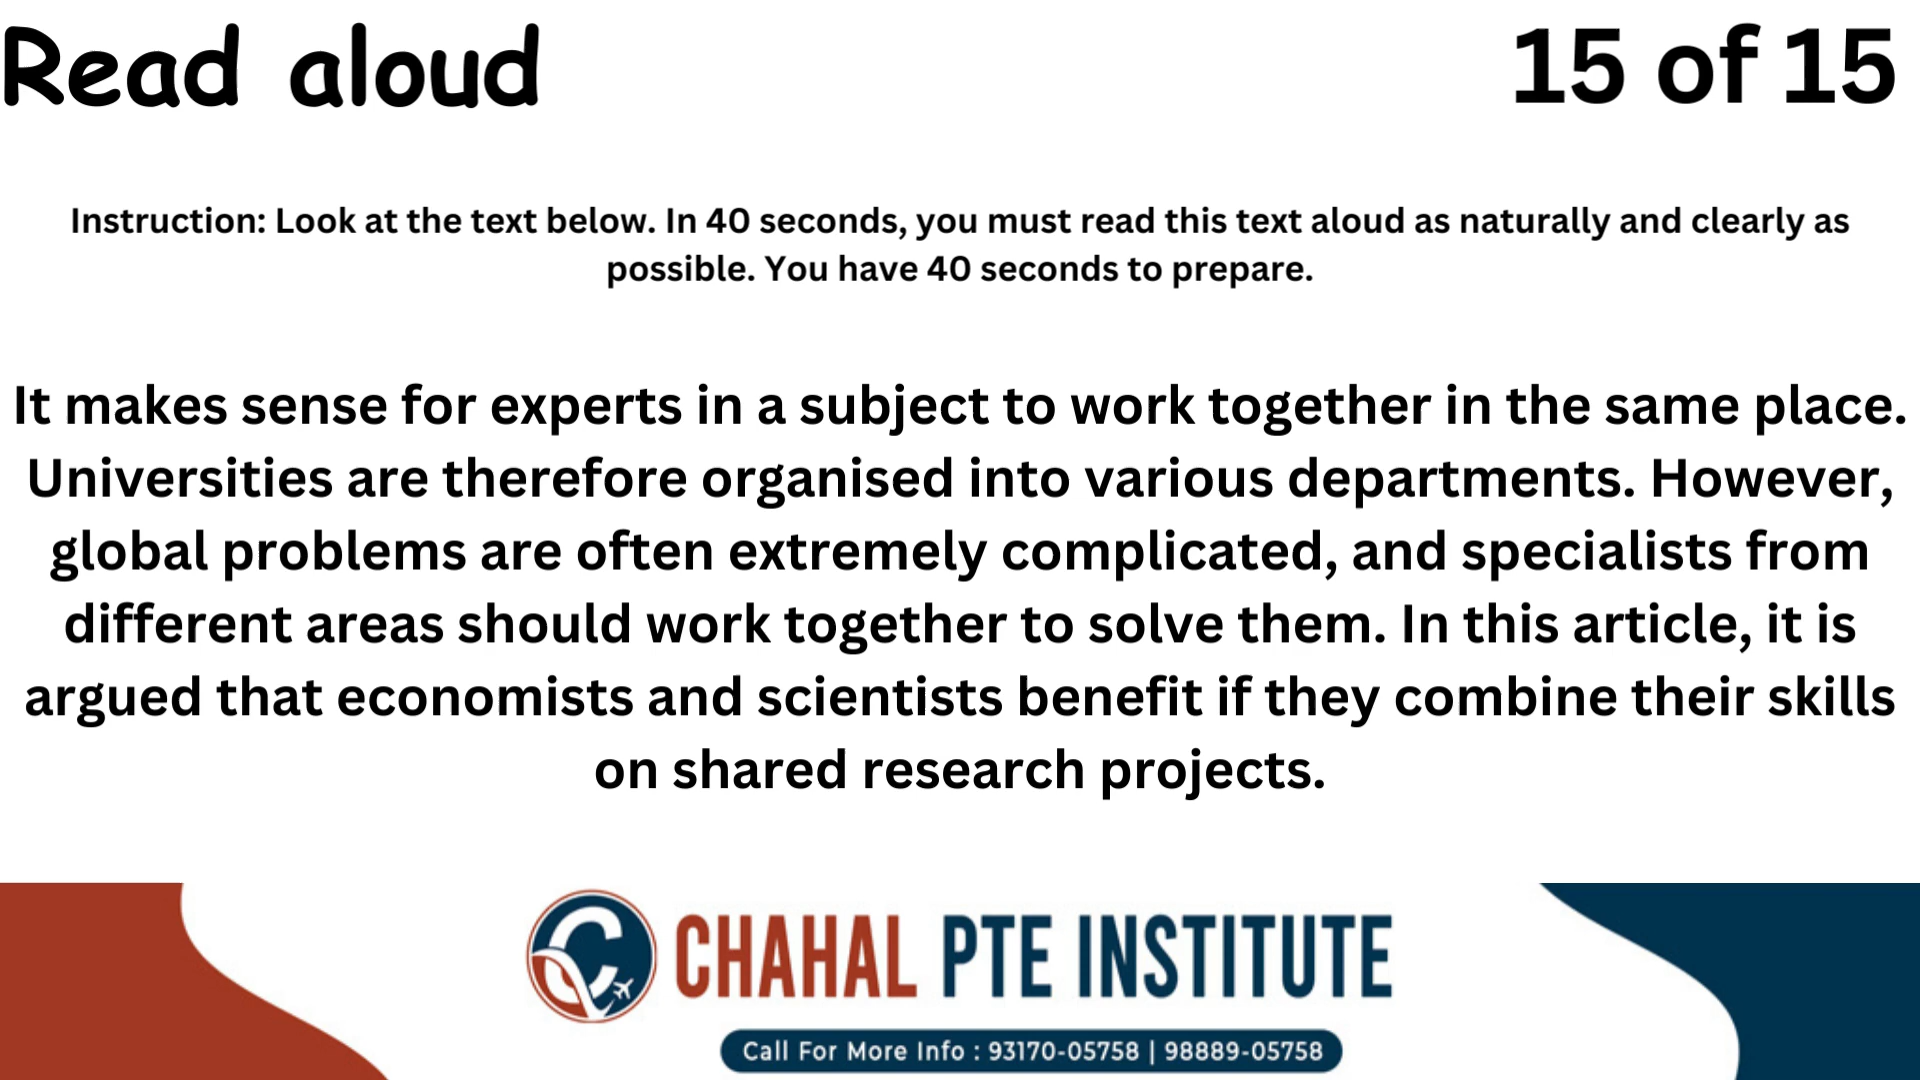 Read aloud
15 of 15
Instruction: Look at the text below. In 40 seconds, you must read this text aloud as naturally and clearly as
possible. You have 40 seconds to prepare.
It makes sense for experts in a subject to work together in the same place.
Universities are therefore organised into various departments. However,
global problems are often extremely complicated, and specialists from
different areas should work together to solve them. In this article, it is
argued that economists and scientists benefit if they combine their skills
on shared research projects.
CHAHAL PTE INSTITUTE
Call For More Info : 93170-05758 | 98889-05758